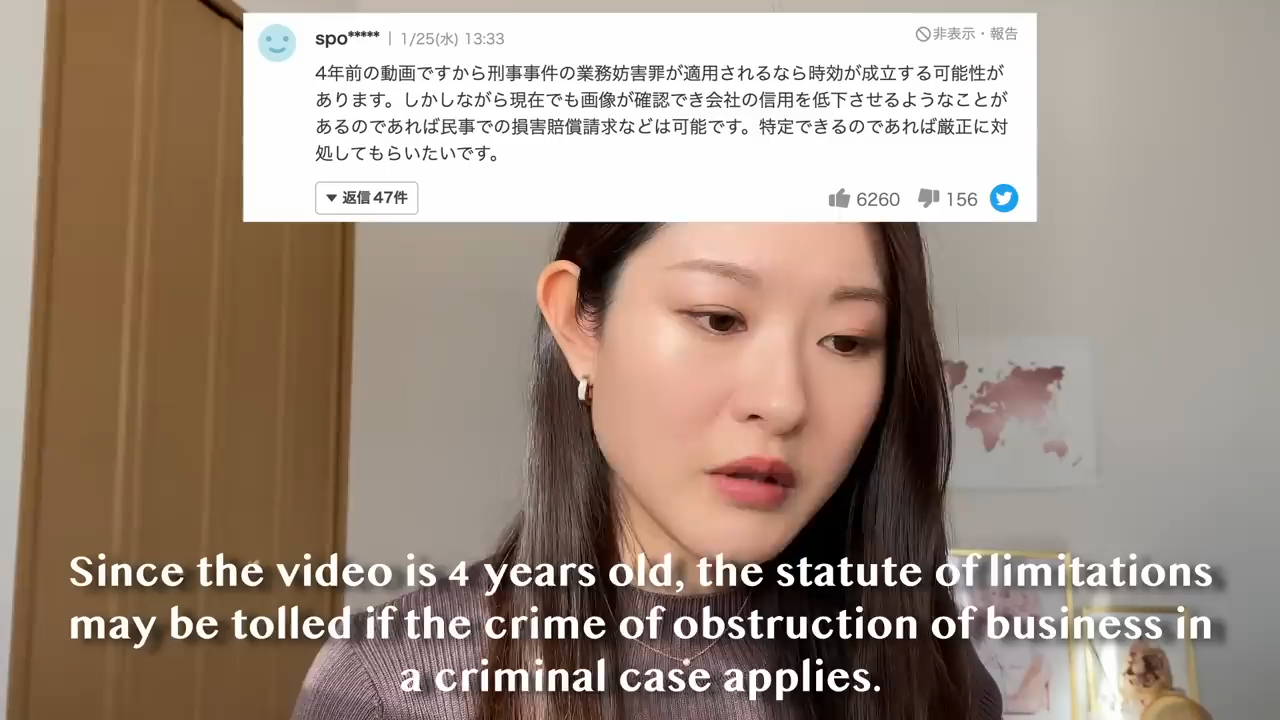 spo***** | 1/25(水) 13:33
非表示・報告
4年前の動画ですから刑事事件の業務妨害罪が適用されるなら時効が成立する可能性が
あります。しかしながら現在でも画像が確認でき会社の信用を低下させるようなことが
あるのであれば民事での損害賠償請求などは可能です。特定できるのであれば厳正に対
処してもらいたいです。
返信47件
6260
156
Since the video is 4 years old, the statute of limitations
may be tolled if the crime of obstruction of business in
a criminal case applies.